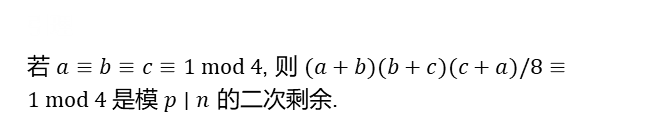 若 a ≡ b ≡ c ≡ 1 mod 4, 则 (a + b)(b + c)(c + a)/8 ≡
1 mod 4 是模 p ∣ n 的二次剩余.